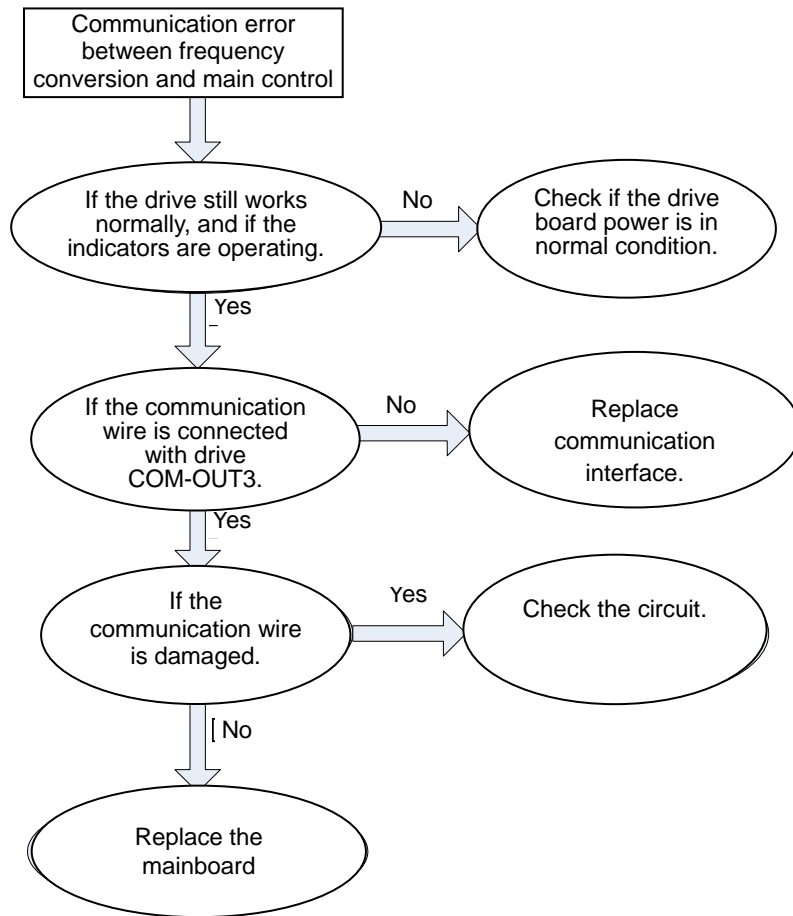 Communication error
between frequency
conversion and main control
If the drive still works
normally, and if the
indicators are operating.
No
Check if the drive
board power is in
normal condition.
Yes
If the communication
wire is connected
with drive
COM-OUT3.
No
Replace
communication
interface.
Yes
If the
communication wire
is damaged.
Yes
Check the circuit.
No
Replace the
mainboard